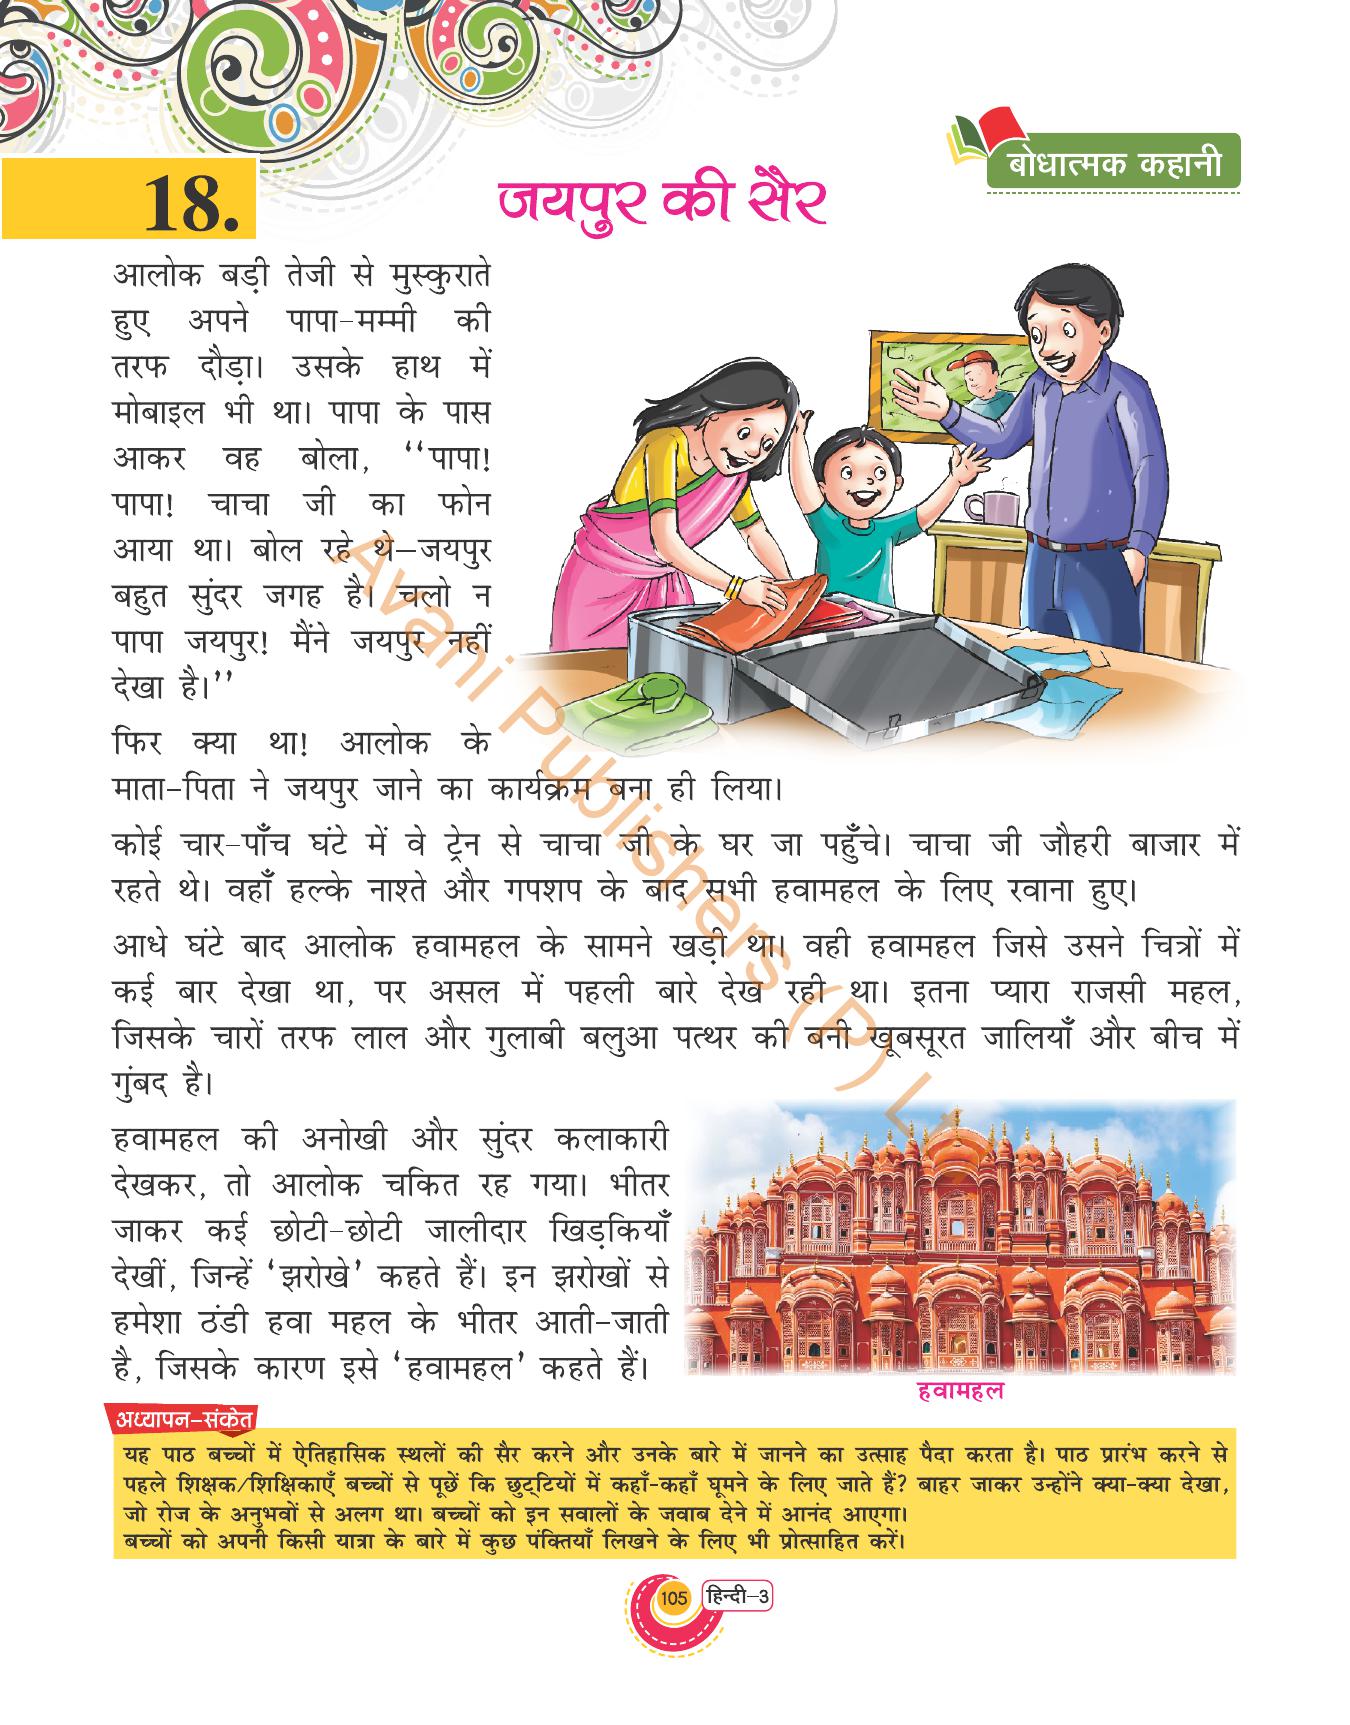 बोधात्मक कहानी
18.
जयपुर की सैर
आलोक बड़ी तेजी से मुस्कुराते
हुए अपने पापा-मम्मी की
तरफ दौड़ा। उसके हाथ में
मोबाइल भी था। पापा के पास
आकर वह बोला, ‘‘पापा!
पापा! चाचा जी का फोन
आया था। बोल रहे थे—जयपुर
बहुत सुंदर जगह है। चलो न
पापा जयपुर! मैंने जयपुर नहीं
देखा है।’’
फिर क्या था! आलोक के
माता-पिता ने जयपुर जाने का कार्यक्रम बना ही लिया।
कोई चार-पाँच घंटे में वे ट्रेन से चाचा जी के घर जा पहुँचे। चाचा जी जौहरी बाजार में
रहते थे। वहाँ हल्के नाश्ते और गपशप के बाद सभी हवामहल के लिए रवाना हुए।
आधे घंटे बाद आलोक हवामहल के सामने खड़ी था। वही हवामहल जिसे उसने चित्रों में
कई बार देखा था, पर असल में पहली बारे देख रही था। इतना प्यारा राजसी महल,
जिसके चारों तरफ लाल और गुलाबी बलुआ पत्थर की बनी खूबसूरत जालियाँ और बीच में
गुंबद है।
हवामहल की अनोखी और सुंदर कलाकारी
देखकर, तो आलोक चकित रह गया। भीतर
जाकर कई छोटी-छोटी जालीदार खिड़कियाँ
देखीं, जिन्हें ‘झरोखे’ कहते हैं। इन झरोखों से
हमेशा ठंडी हवा महल के भीतर आती-जाती
है, जिसके कारण इसे ‘हवामहल’ कहते हैं।
हवामहल
अध्यापन-संकेत
यह पाठ बच्चों में ऐतिहासिक स्थलों की सैर करने और उनके बारे में जानने का उत्साह पैदा करता है। पाठ प्रारंभ करने से
पहले शिक्षक/शिक्षिकाएँ बच्चों से पूछें कि छुट्टियों में कहाँ-कहाँ घूमने के लिए जाते हैं? बाहर जाकर उन्होंने क्या-क्या देखा,
जो रोज के अनुभवों से अलग था। बच्चों को इन सवालों के जवाब देने में आनंद आएगा।
बच्चों को अपनी किसी यात्रा के बारे में कुछ पंक्तियाँ लिखने के लिए भी प्रोत्साहित करें।
105 हिन्दी-3
Avani Publishers (P) L